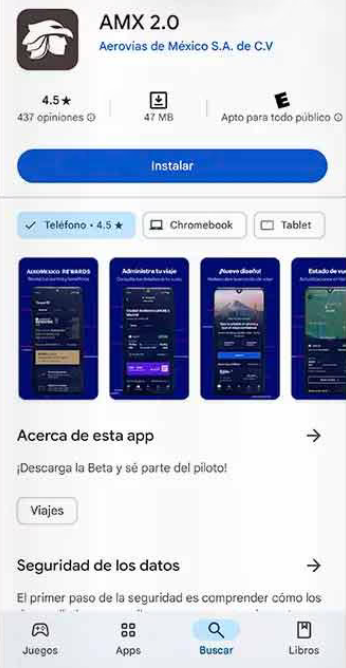 AMX 2.0
Aerovías de México S.A. de C.V
4.5★
437 opiniones
47 MB
E
Apto para todo público
Instalar
Teléfono • 4.5 ★
Chromebook
Tablet
AEROMEXICO REWARDS
Administra tu viaje
¡Nuevo diseño!
Estado de vue
Acerca de esta app
¡Descarga la Beta y sé parte del piloto!
Viajes
Seguridad de los datos
El primer paso de la seguridad es comprender cómo los
Juegos
Apps
Buscar
Libros